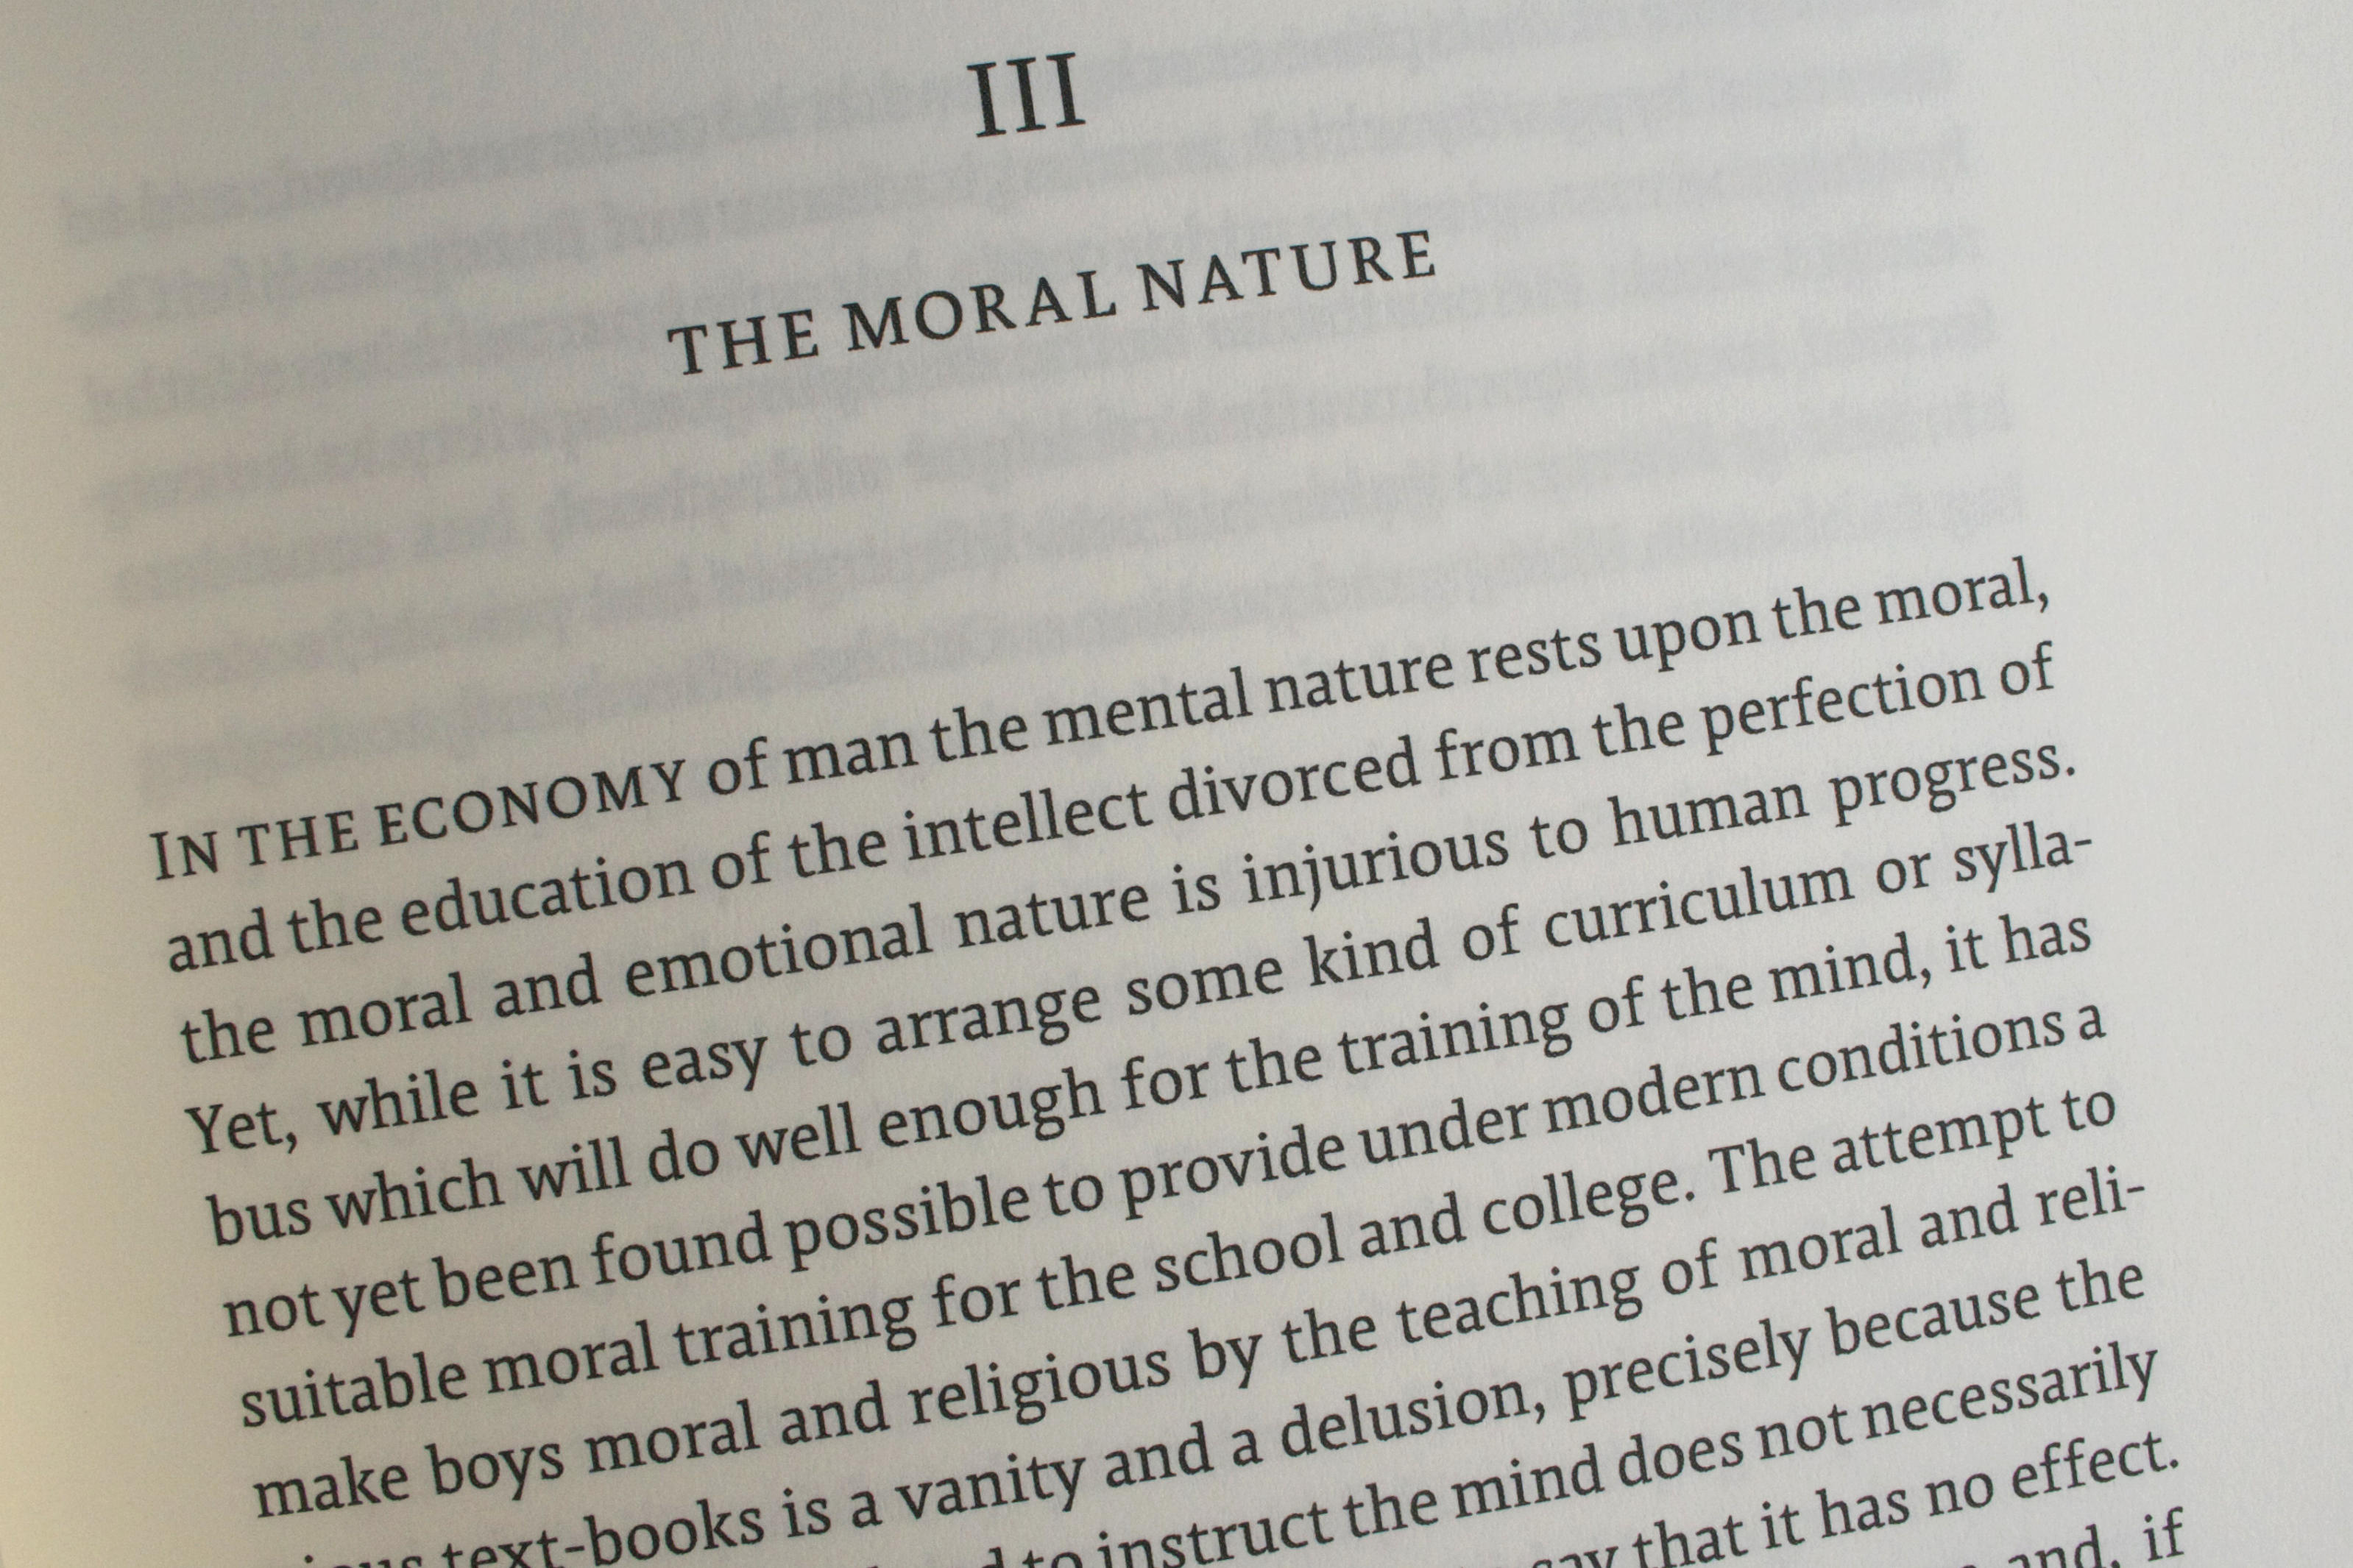 III
THE MORAL NATURE
IN THE ECONOMY of man the mental nature rests upon the moral,
and the education of the intellect divorced from the perfection of
the moral and emotional nature is injurious to human progress.
Yet, while it is easy to arrange some kind of curriculum or sylla-
bus which will do well enough for the training of the mind, it has
not yet been found possible to provide under modern conditions a
suitable moral training for the school and college. The attempt to
make boys moral and religious by the teaching of moral and reli-
gious text-books is a vanity and a delusion, precisely because the
to instruct the mind does not necessarily
say that it has no effect.
and, if